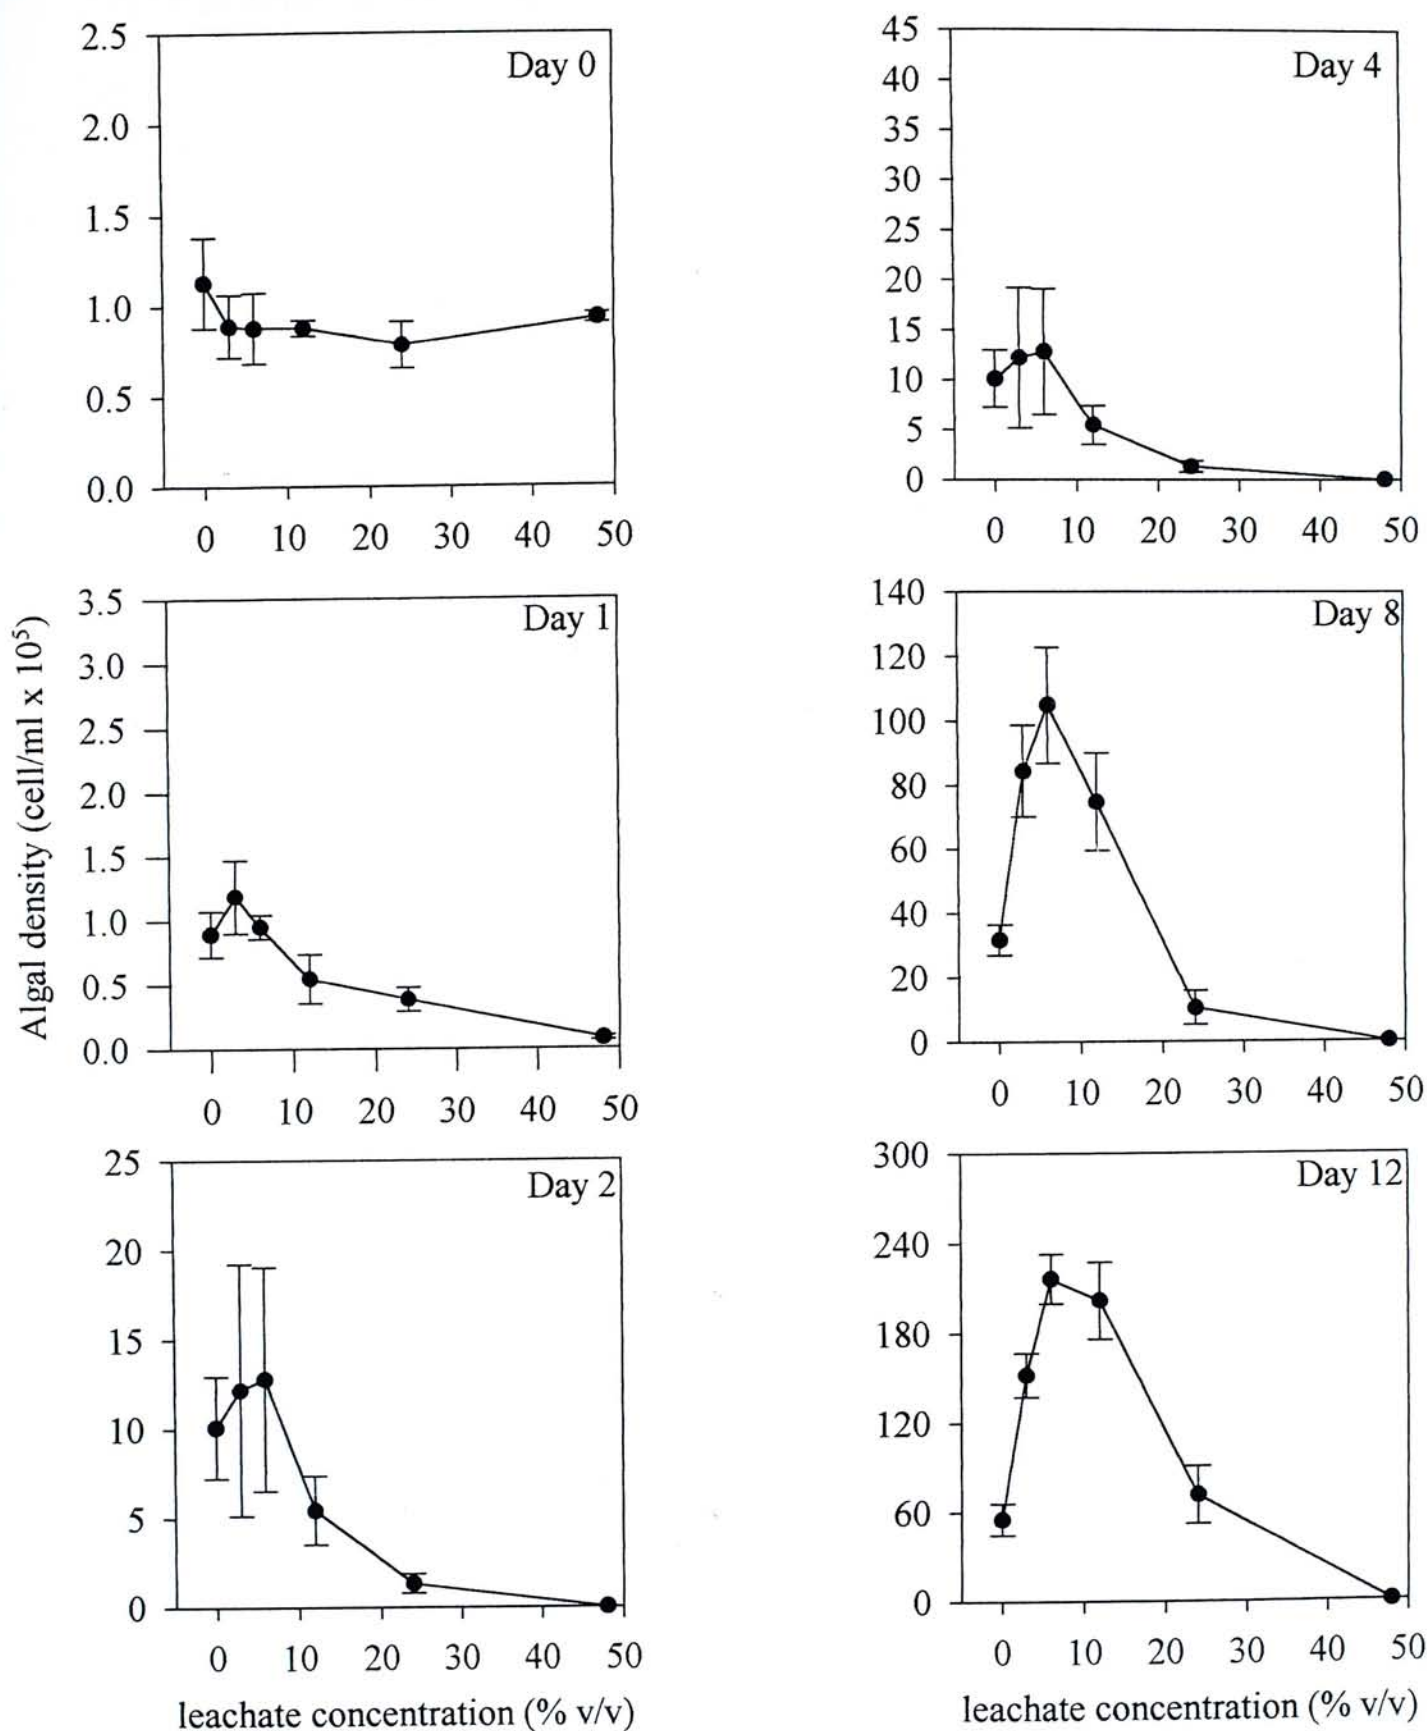 Algal density (cell/ml x 10⁵)
Day 0
2.5
2.0
1.5
1.0
0.5
0.0
0 10 20 30 40 50
Day 1
3.5
3.0
2.5
2.0
1.5
1.0
0.5
0.0
0 10 20 30 40 50
Day 2
25
20
15
10
5
0
0 10 20 30 40 50
leachate concentration (% v/v)
Day 4
45
40
35
30
25
20
15
10
5
0
0 10 20 30 40 50
Day 8
140
120
100
80
60
40
20
0
0 10 20 30 40 50
Day 12
300
240
180
120
60
0
0 10 20 30 40 50
leachate concentration (% v/v)